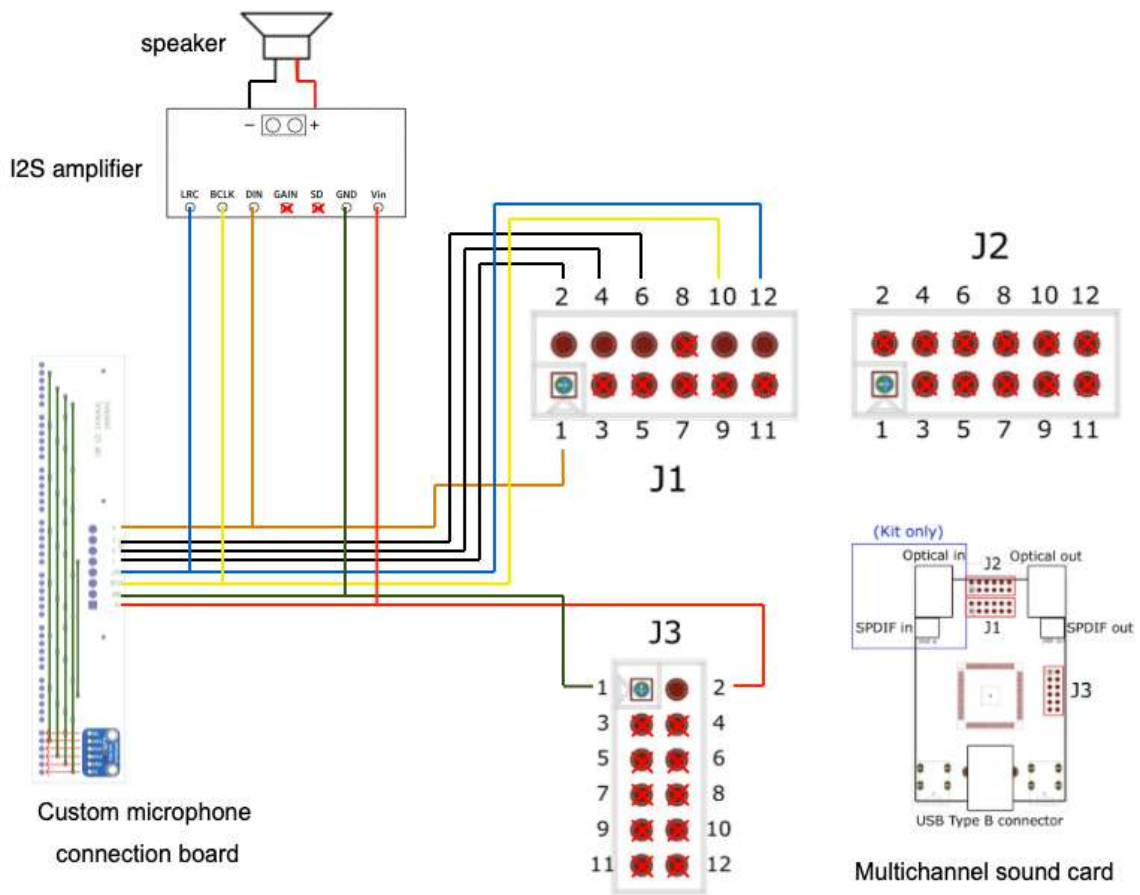 speaker
− +
I2S amplifier
LRC BCLK DIN GAIN SD GND Vin
J2
2 4 6 8 10 12
2 4 6 8 10 12
1 3 5 7 9 11
1 3 5 7 9 11
J1
(Kit only)
Optical in Optical out
J2
SPDIF in J1 SPDIF out
J3
J3
1 2
3 4
5 6
7 8
9 10
11 12
USB Type B connector
Custom microphone
connection board
Multichannel sound card